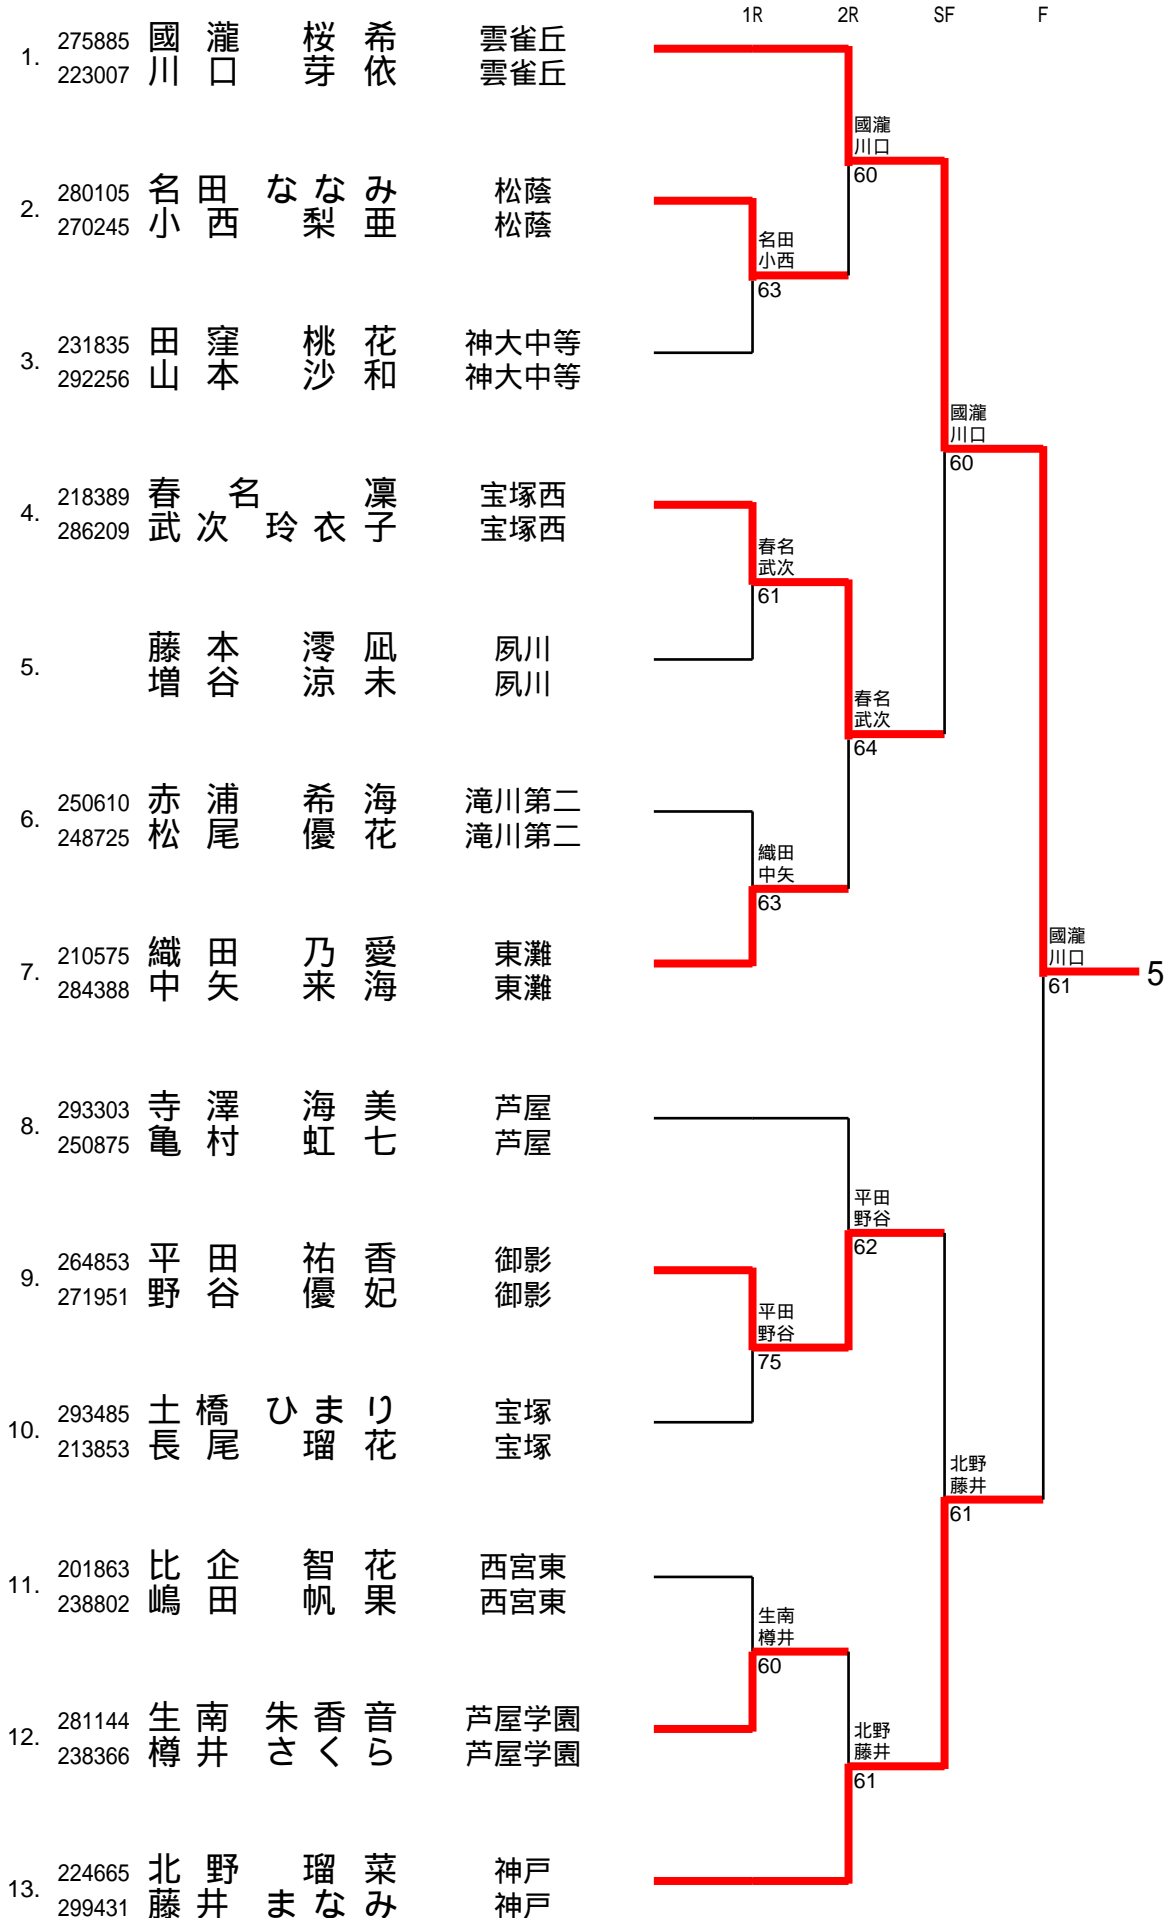 1R 2R SF F
1. 275885 國瀧 桜希 雲雀丘
223007 川口 芽依 雲雀丘
國瀧
川口
60
2. 280105 名田 ななみ 松蔭
270245 小西 梨亜 松蔭
名田
小西
63
3. 231835 田窪 桃花 神大中等
292256 山本 沙和 神大中等
國瀧
川口
60
4. 218389 春名 凜 宝塚西
286209 武次 玲衣子 宝塚西
春名
武次
61
5. 藤本 澪凪 夙川
増谷 涼未 夙川
春名
武次
64
6. 250610 赤浦 希海 滝川第二
248725 松尾 優花 滝川第二
織田
中矢
63
7. 210575 織田 乃愛 東灘
284388 中矢 来海 東灘
國瀧
川口
61
5
8. 293303 寺澤 海美 芦屋
250875 亀村 虹七 芦屋
平田
野谷
62
9. 264853 平田 祐香 御影
271951 野谷 優妃 御影
平田
野谷
75
10. 293485 土橋 ひまり 宝塚
213853 長尾 瑠花 宝塚
北野
藤井
61
11. 201863 比企 智花 西宮東
238802 嶋田 帆果 西宮東
生南
樽井
60
12. 281144 生南 朱香音 芦屋学園
238366 樽井 さくら 芦屋学園
北野
藤井
61
13. 224665 北野 瑠菜 神戸
299431 藤井 まなみ 神戸